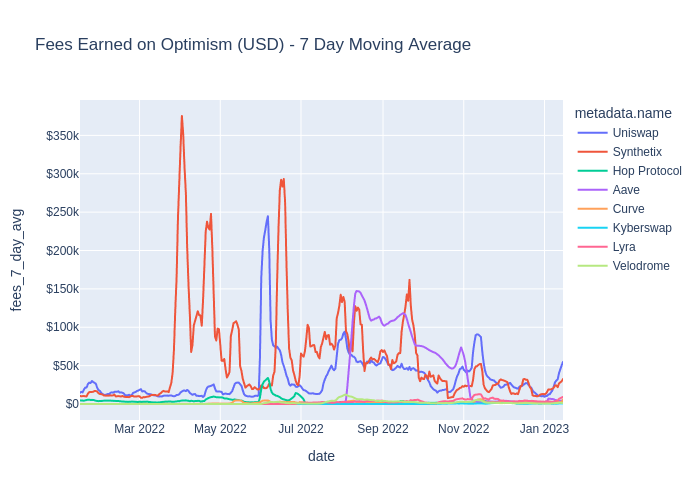 Fees Earned on Optimism (USD) - 7 Day Moving Average
metadata.name
Uniswap
Synthetix
Hop Protocol
Aave
Curve
Kyberswap
Lyra
Velodrome
fees_7_day_avg
$350k
$300k
$250k
$200k
$150k
$100k
$50k
$0
Mar 2022
May 2022
Jul 2022
Sep 2022
Nov 2022
Jan 2023
date